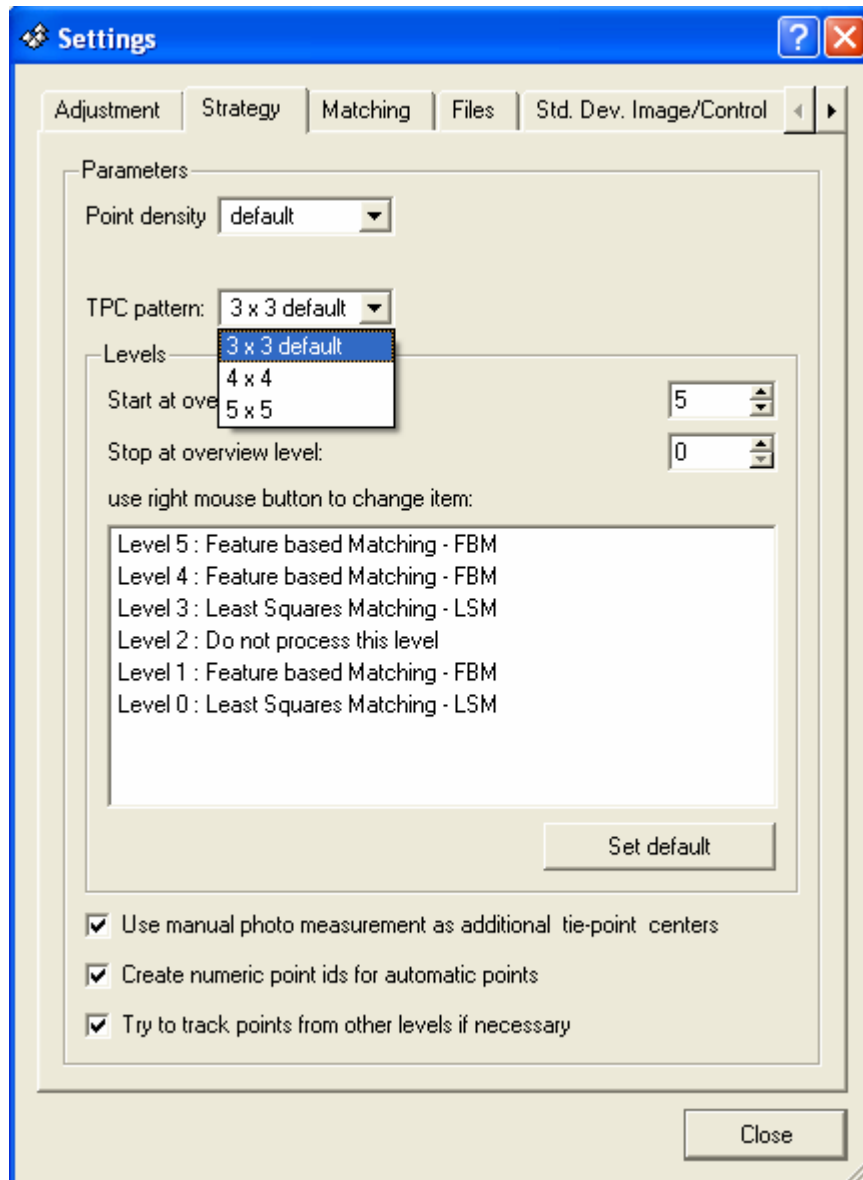 Settings
Adjustment Strategy Matching Files Std. Dev. Image/Control
Parameters
Point density default
TPC pattern: 3 x 3 default
3 x 3 default
4 x 4
5 x 5
Levels
Start at ove 5
Stop at overview level: 0
use right mouse button to change item:
Level 5 : Feature based Matching - FBM
Level 4 : Feature based Matching - FBM
Level 3 : Least Squares Matching - LSM
Level 2 : Do not process this level
Level 1 : Feature based Matching - FBM
Level 0 : Least Squares Matching - LSM
Set default
Use manual photo measurement as additional tie-point centers
Create numeric point ids for automatic points
Try to track points from other levels if necessary
Close